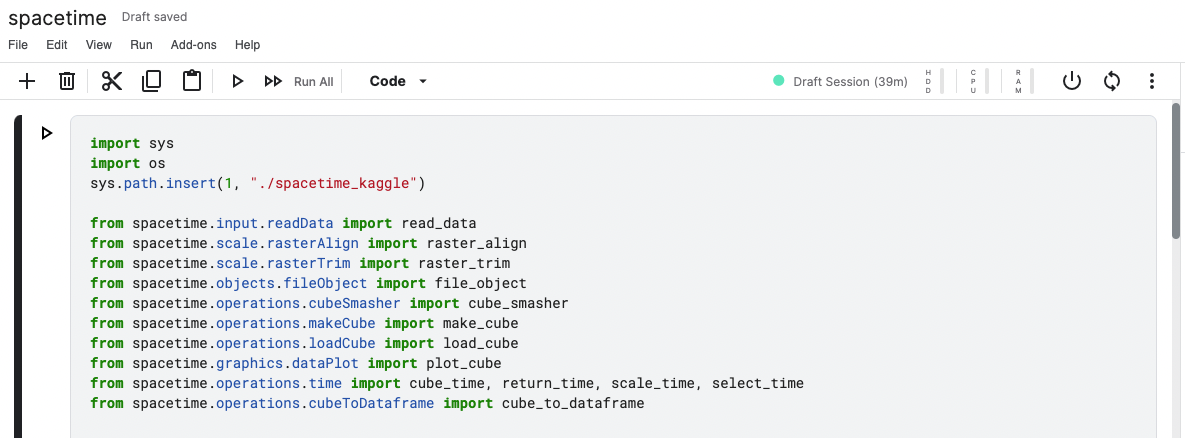 spacetime Draft saved
File Edit View Run Add-ons Help
Run All Code Draft Session (39m) HDD CPU RAM
import sys
import os
sys.path.insert(1, "./spacetime_kaggle")
from spacetime.input.readData import read_data
from spacetime.scale.rasterAlign import raster_align
from spacetime.scale.rasterTrim import raster_trim
from spacetime.objects.fileObject import file_object
from spacetime.operations.cubeSmasher import cube_smasher
from spacetime.operations.makeCube import make_cube
from spacetime.operations.loadCube import load_cube
from spacetime.graphics.dataPlot import plot_cube
from spacetime.operations.time import cube_time, return_time, scale_time, select_time
from spacetime.operations.cubeToDataframe import cube_to_dataframe